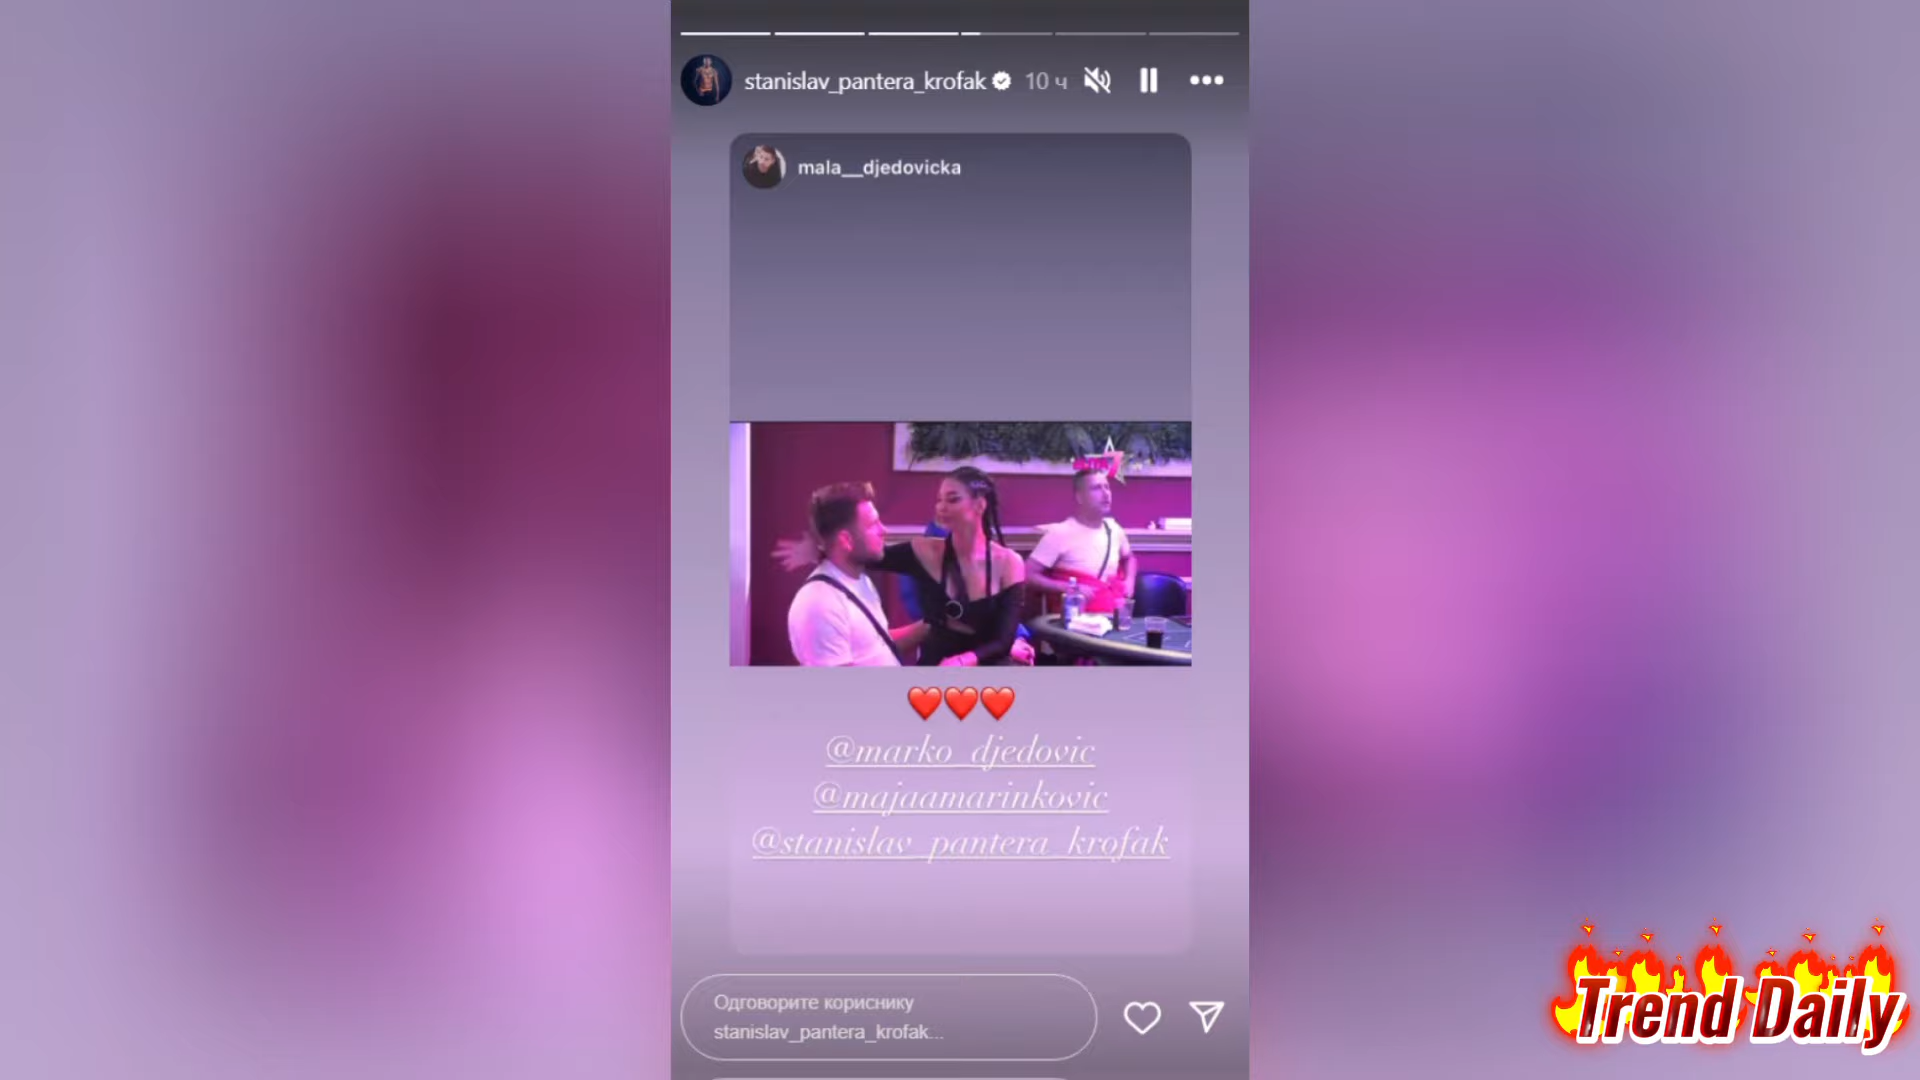 stanislav_pantera_krofak 10 ч
mala__djedovicka
@marko_djedovic
@majaamarinkovic
@stanislav_pantera_krofak
Одговорите кориснику
stanislav_pantera_krofak...
Trend Daily